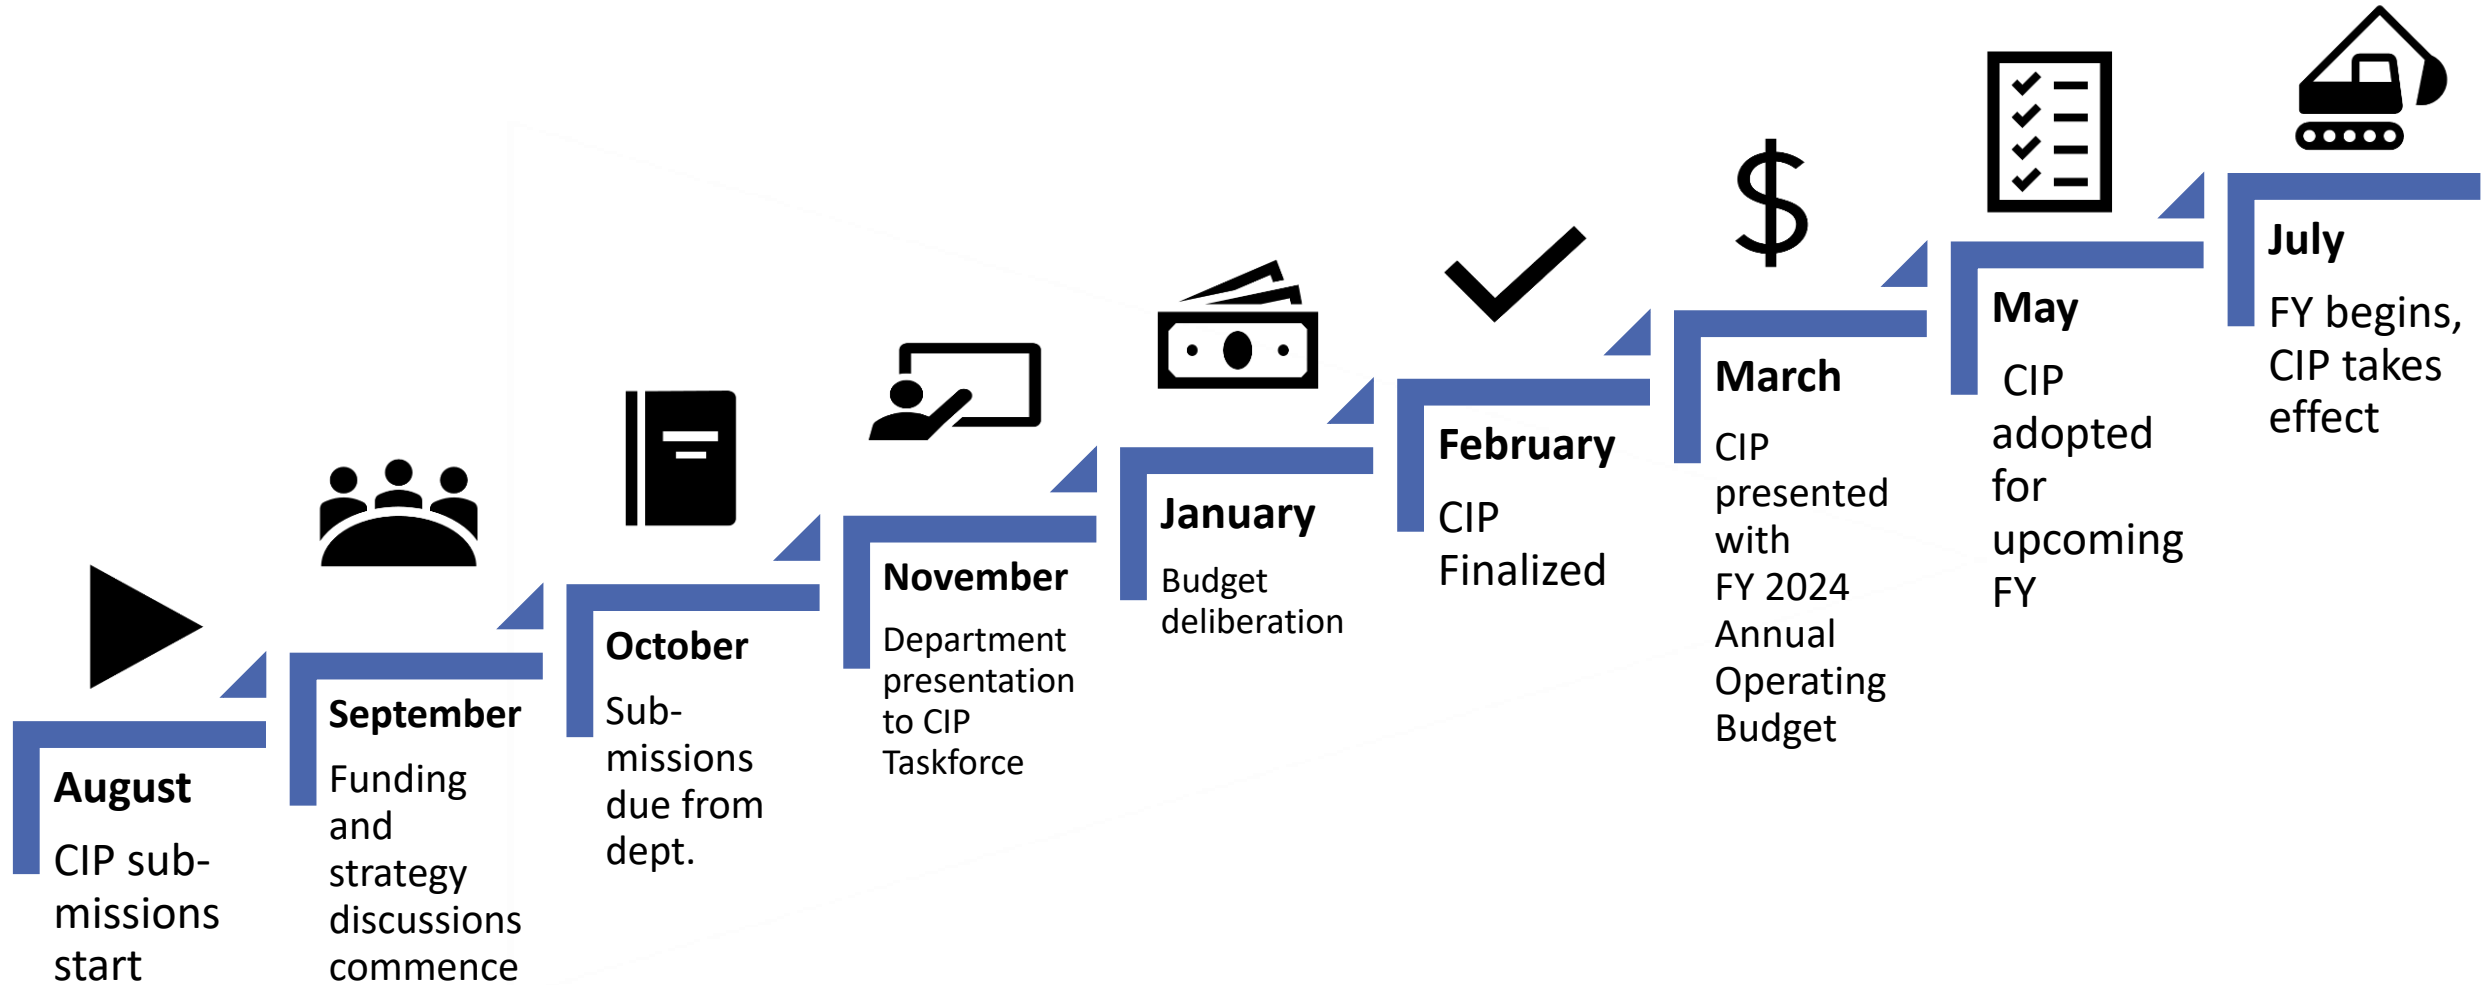 August
CIP sub-
missions
start
September
Funding
and
strategy
discussions
commence
October
Sub-
missions
due from
dept.
November
Department
presentation
to CIP
Taskforce
January
Budget
deliberation
February
CIP
Finalized
March
CIP
presented
with
FY 2024
Annual
Operating
Budget
May
CIP
adopted
for
upcoming
FY
July
FY begins,
CIP takes
effect